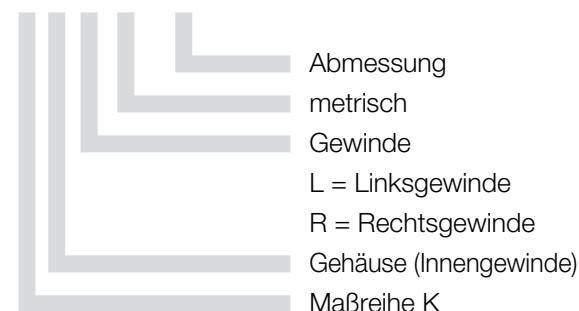 Abmessung
metrisch
Gewinde
L = Linksgewinde
R = Rechtsgewinde
Gehäuse (Innengewinde)
Maßreihe K